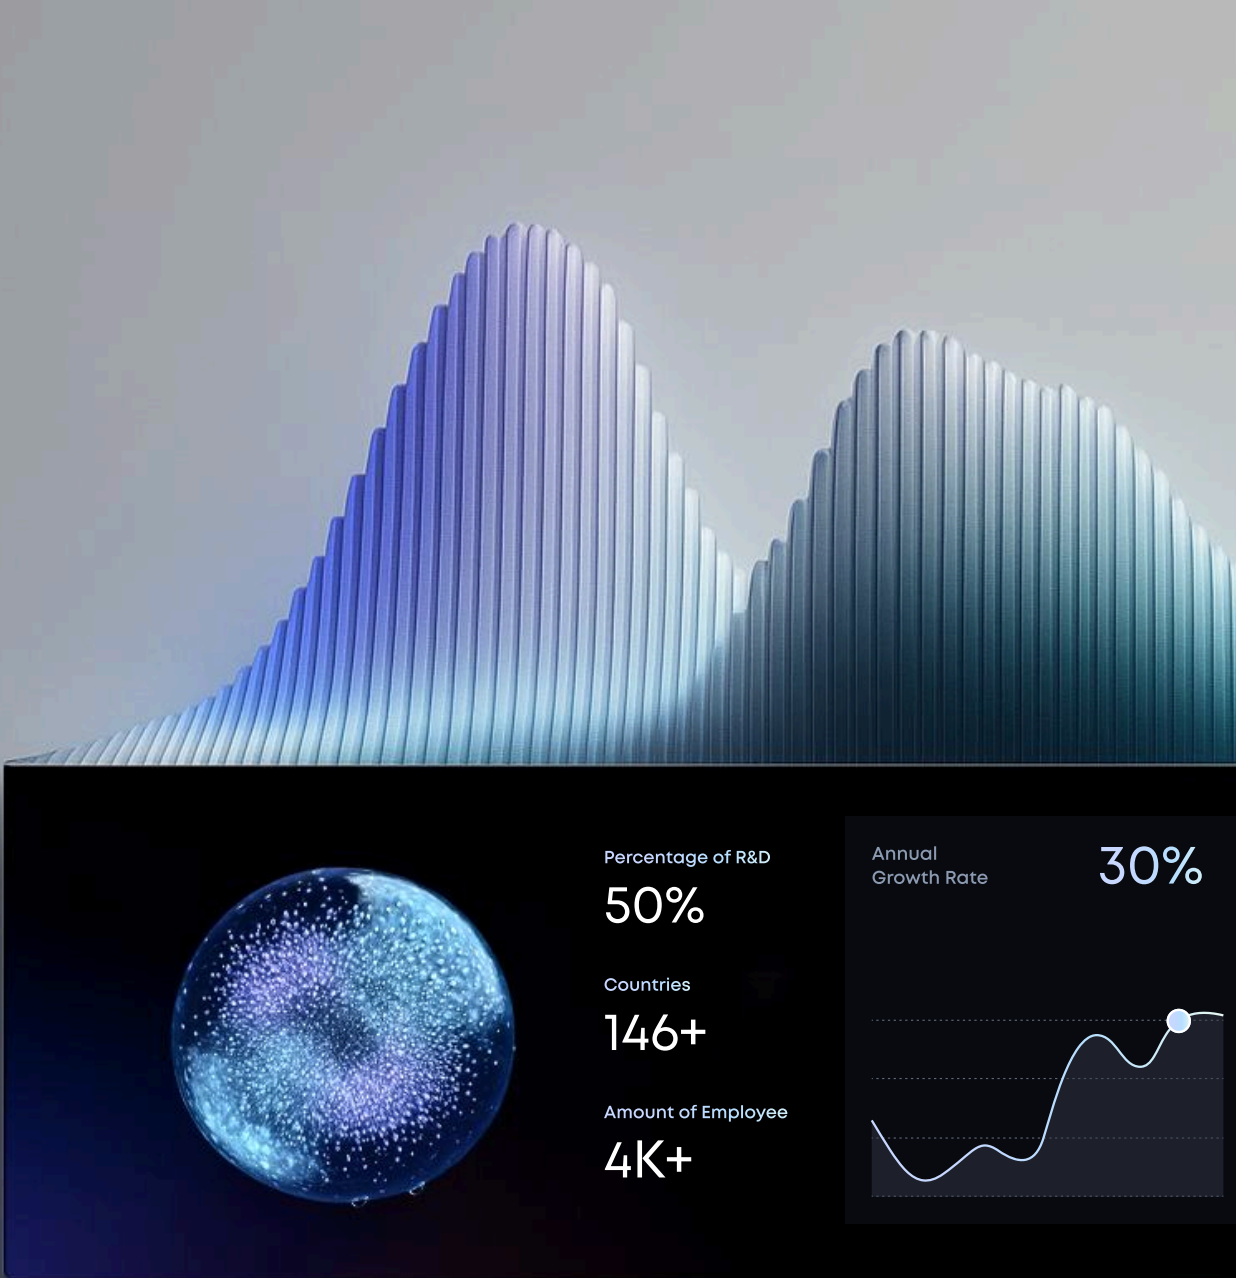 Percentage of R&D
50%
Countries
146+
Amount of Employee
4K+
Annual
Growth Rate
30%